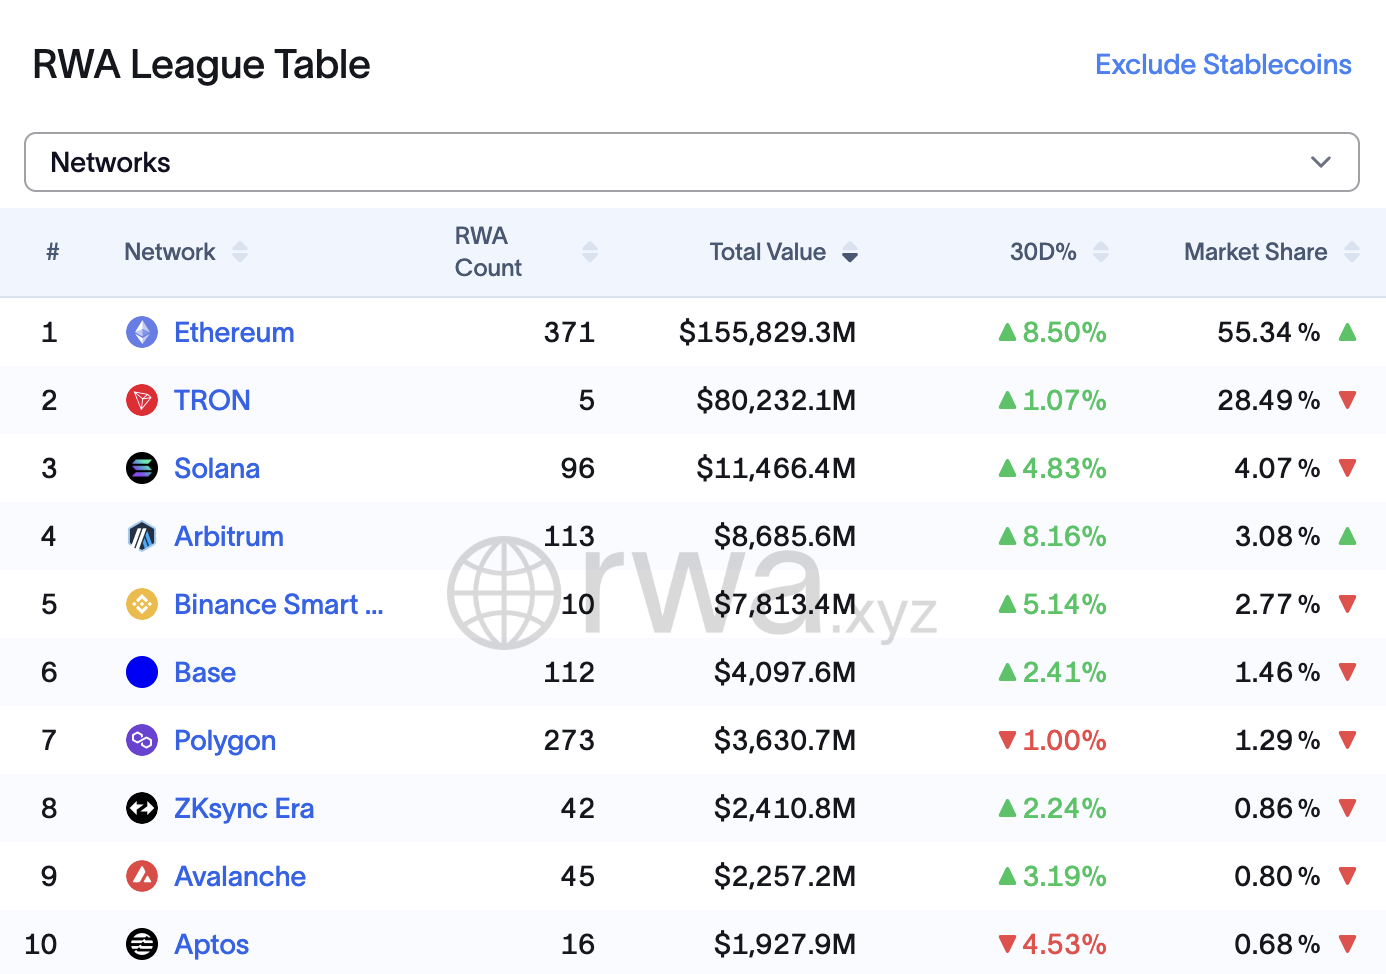 RWA League Table
Exclude Stablecoins
Networks
# Network RWA Count Total Value 30D% Market Share
1 Ethereum 371 $155,829.3M ▲8.50% 55.34% ▲
2 TRON 5 $80,232.1M ▲1.07% 28.49% ▼
3 Solana 96 $11,466.4M ▲4.83% 4.07% ▼
4 Arbitrum 113 $8,685.6M ▲8.16% 3.08% ▲
5 Binance Smart ... 10 $7,813.4M ▲5.14% 2.77% ▼
6 Base 112 $4,097.6M ▲2.41% 1.46% ▼
7 Polygon 273 $3,630.7M ▼1.00% 1.29% ▼
8 ZKsync Era 42 $2,410.8M ▲2.24% 0.86% ▼
9 Avalanche 45 $2,257.2M ▲3.19% 0.80% ▼
10 Aptos 16 $1,927.9M ▼4.53% 0.68% ▼
rwa.xyz